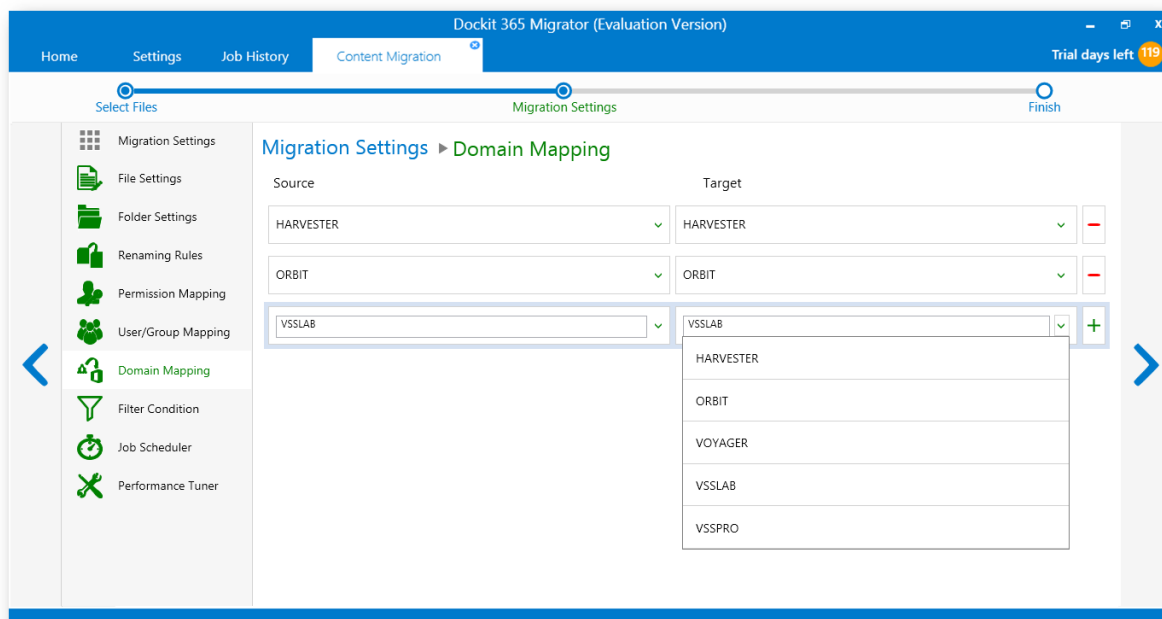 Dockit 365 Migrator (Evaluation Version)
Home Settings Job History Content Migration Trial days left 119
Select Files Migration Settings Finish
Migration Settings
File Settings
Folder Settings
Renaming Rules
Permission Mapping
User/Group Mapping
Domain Mapping
Filter Condition
Job Scheduler
Performance Tuner
Migration Settings Domain Mapping
Source Target
HARVESTER HARVESTER
ORBIT ORBIT
VSSLAB VSSLAB
HARVESTER
ORBIT
VOYAGER
VSSLAB
VSSPRO